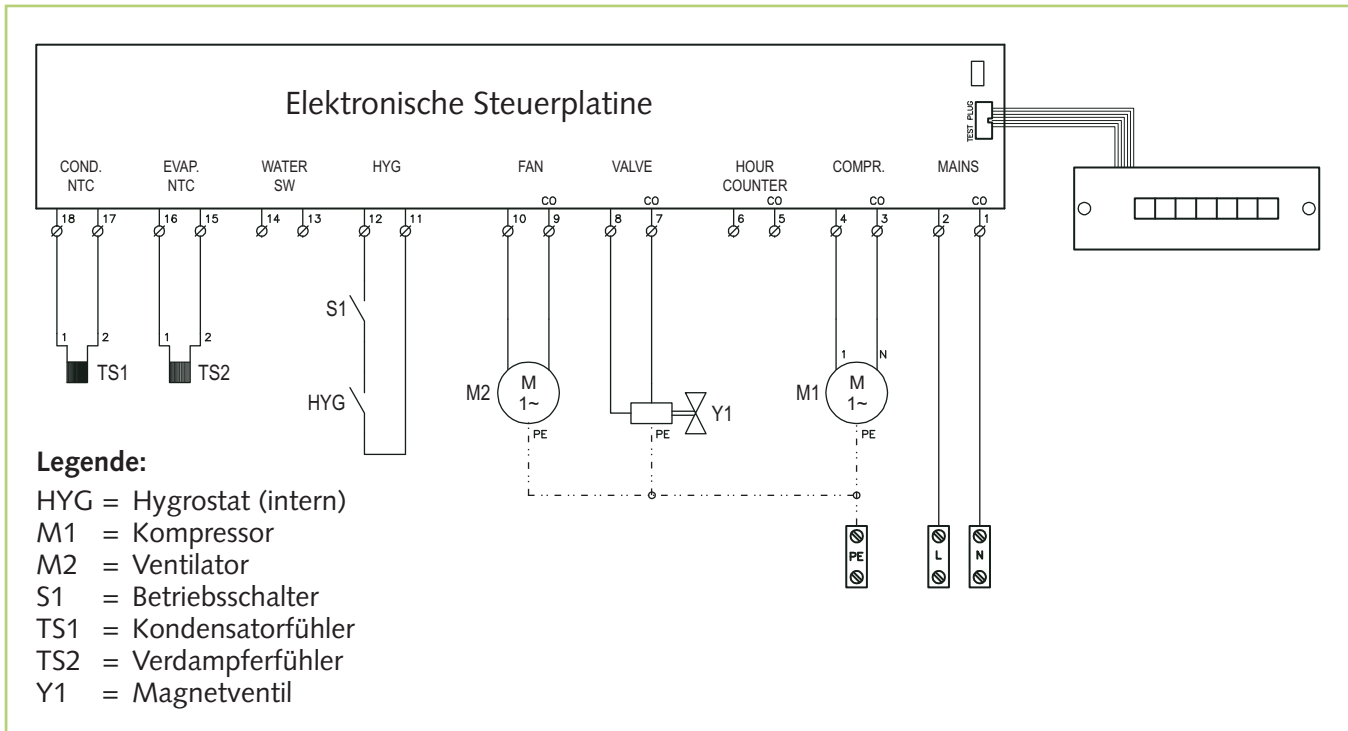 Elektronische Steuerplatine
TEST PLUG
COND. NTC
EVAP. NTC
WATER SW
HYG
FAN
VALVE
HOUR COUNTER
COMPR.
MAINS
CO CO CO CO CO
18 17 16 15 14 13 12 11 10 9 8 7 6 5 4 3 2 1
S1
1 2 TS1
1 2 TS2
HYG
M2
M
1~
PE
Y1
PE
1 N
M1
M
1~
PE
PE
L
N
Legende:
HYG = Hygrostat (intern)
M1 = Kompressor
M2 = Ventilator
S1 = Betriebsschalter
TS1 = Kondensatorfühler
TS2 = Verdampferfühler
Y1 = Magnetventil